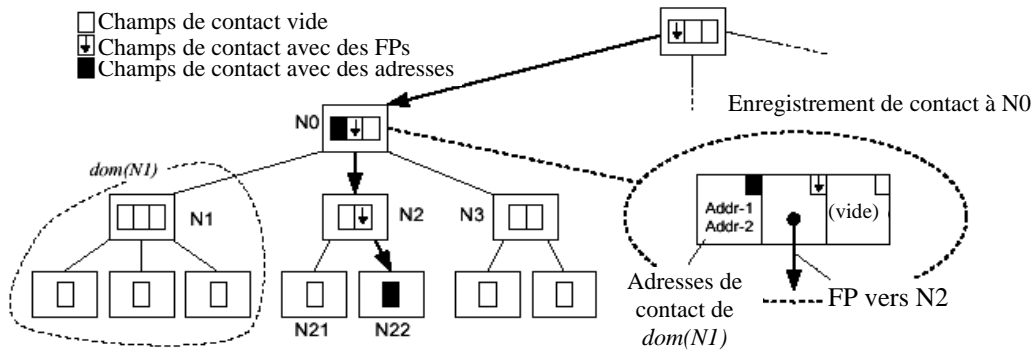 Champs de contact vide
Champs de contact avec des FPs
Champs de contact avec des adresses
Enregistrement de contact à N0
N0
dom(N1)
N1
N2
N3
Addr-1
Addr-2
(vide)
N21
N22
Adresses de
contact de
dom(N1)
FP vers N2